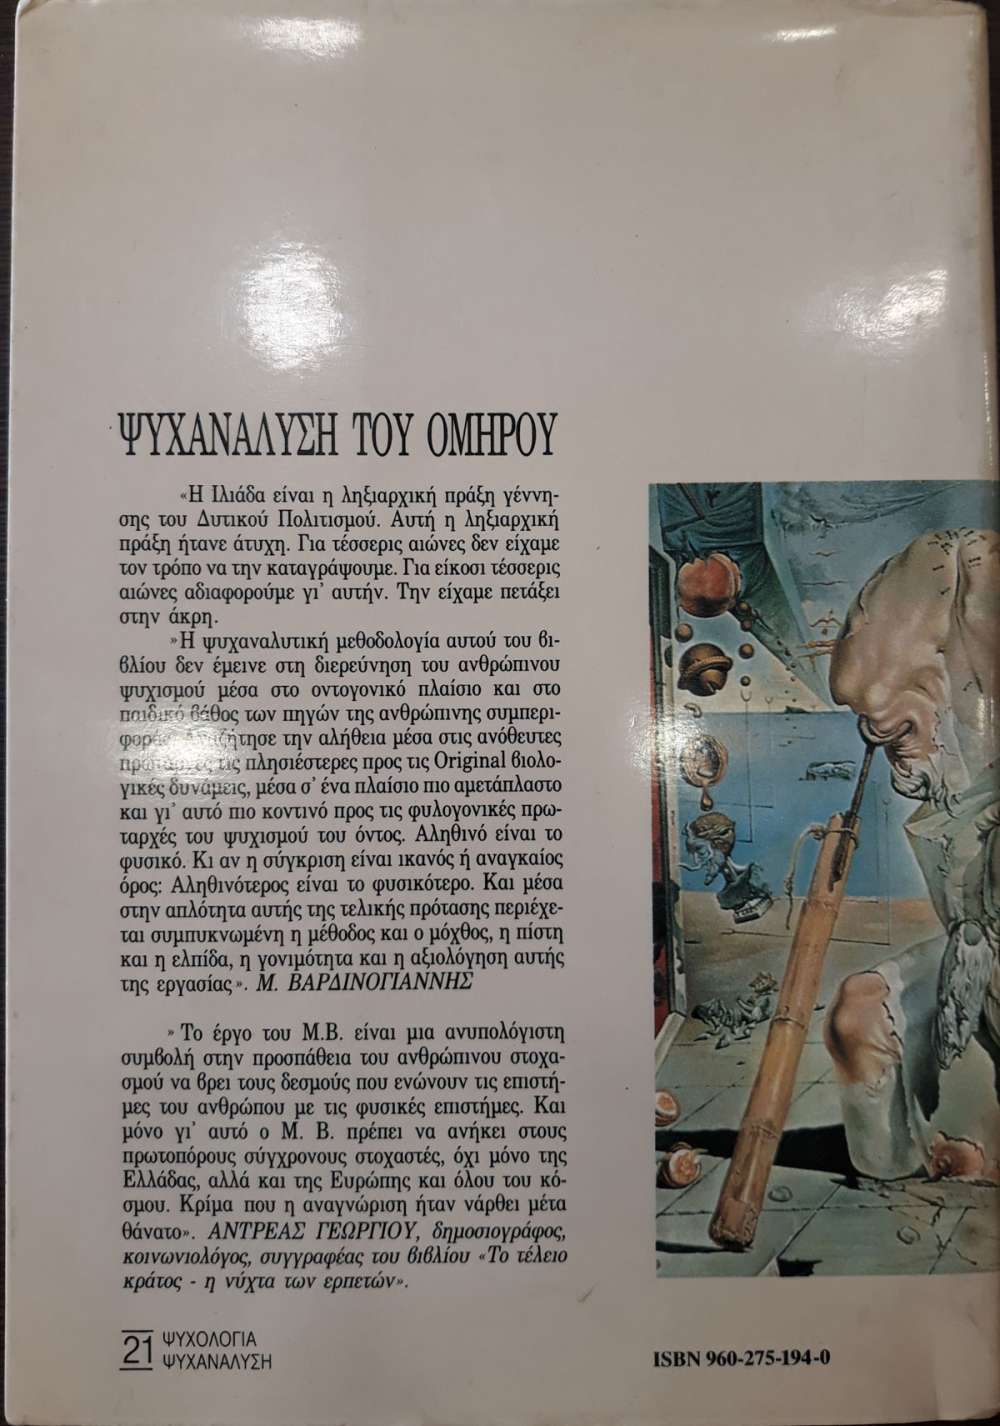 ΨΥΧΑΝΑΛΥΣΗ ΤΟΥ ΟΜΗΡΟΥ
«Η Ιλιάδα είναι η ληξιαρχική πράξη γέννη-
σης του Δυτικού Πολιτισμού. Αυτή η ληξιαρχική
πράξη ήτανε άτυχη. Για τέσσερις αιώνες δεν είχαμε
τον τρόπο να την καταγράψουμε. Για είκοσι τέσσερις
αιώνες αδιαφορούμε γι' αυτήν. Την είχαμε πετάξει
στην άκρη.
»Η ψυχαναλυτική μεθοδολογία αυτού του βι-
βλίου δεν έμεινε στη διερεύνηση του ανθρώπινου
ψυχισμού μέσα στο οντογονικό πλαίσιο και στο
παιδικό βάθος των πηγών της ανθρώπινης συμπερι-
φοράς. Αναζήτησε την αλήθεια μέσα στις ανόθευτες
τις πλησιέστερες προς τις Original βιολο-
γικές δυνάμεις, μέσα σ' ένα πλαίσιο πιο αμετάπλαστο
και γι' αυτό πιο κοντινό προς τις φυλογονικές πρω-
ταρχές του ψυχισμού του όντος. Αληθινό είναι το
φυσικό. Κι αν η σύγκριση είναι ικανός ή αναγκαίος
όρος: Αληθινότερος είναι το φυσικότερο. Και μέσα
στην απλότητα αυτής της τελικής πρότασης περιέχε-
ται συμπυκνωμένη η μέθοδος και ο μόχθος, η πίστη
και η ελπίδα, η γονιμότητα και η αξιολόγηση αυτής
της εργασίας». Μ. ΒΑΡΔΙΝΟΓΙΑΝΝΗΣ
» Το έργο του Μ.Β. είναι μια ανυπολόγιστη
συμβολή στην προσπάθεια του ανθρώπινου στοχα-
σμού να βρει τους δεσμούς που ενώνουν τις επιστή-
μες του ανθρώπου με τις φυσικές επιστήμες. Και
μόνο γι' αυτό ο Μ. Β. πρέπει να ανήκει στους
πρωτοπόρους σύγχρονους στοχαστές, όχι μόνο της
Ελλάδας, αλλά και της Ευρώπης και όλου του κό-
σμου. Κρίμα που η αναγνώριση ήταν νάρθει μέτα
θάνατο». ΑΝΤΡΕΑΣ ΓΕΩΡΓΙΟΥ, δημοσιογράφος,
κοινωνιολόγος, συγγραφέας του βιβλίου «Το τέλειο
κράτος - η νύχτα των ερπετών».
21 ΨΥΧΟΛΟΓΙΑ
ΨΥΧΑΝΑΛΥΣΗ
ISBN 960-275-194-0